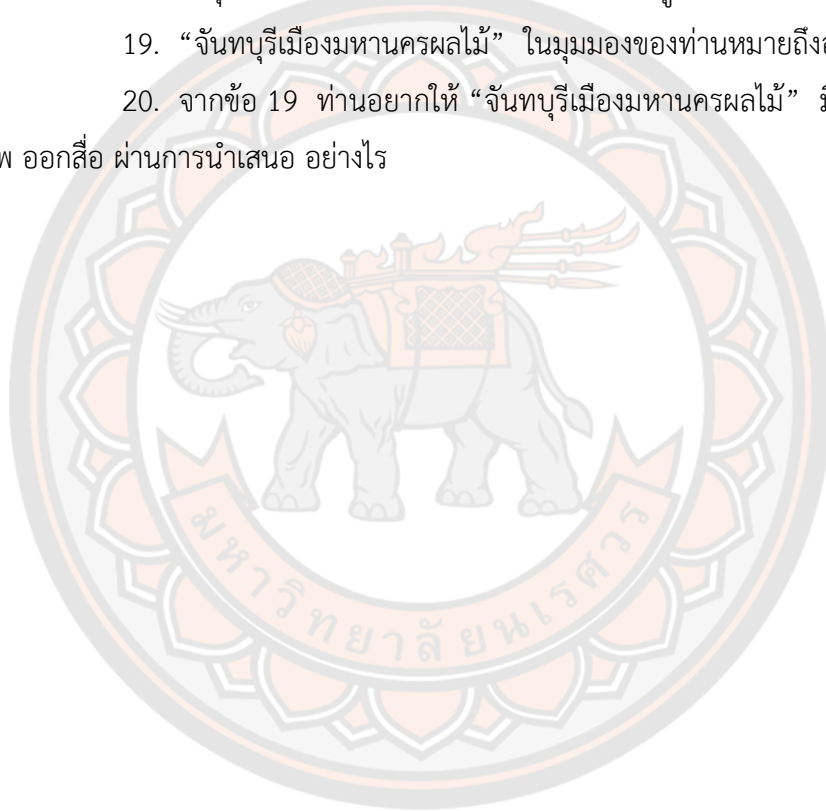 19. “จันทบุรีเมืองมหานครผลไม้” ในมุมมองของท่านหมายถึง
20. จากข้อ 19 ท่านอยากให้ “จันทบุรีเมืองมหานครผลไม้”
ออกสื่อ ผ่านการนำเสนอ อย่างไร
มหาวิทยาลัยนเรศวร